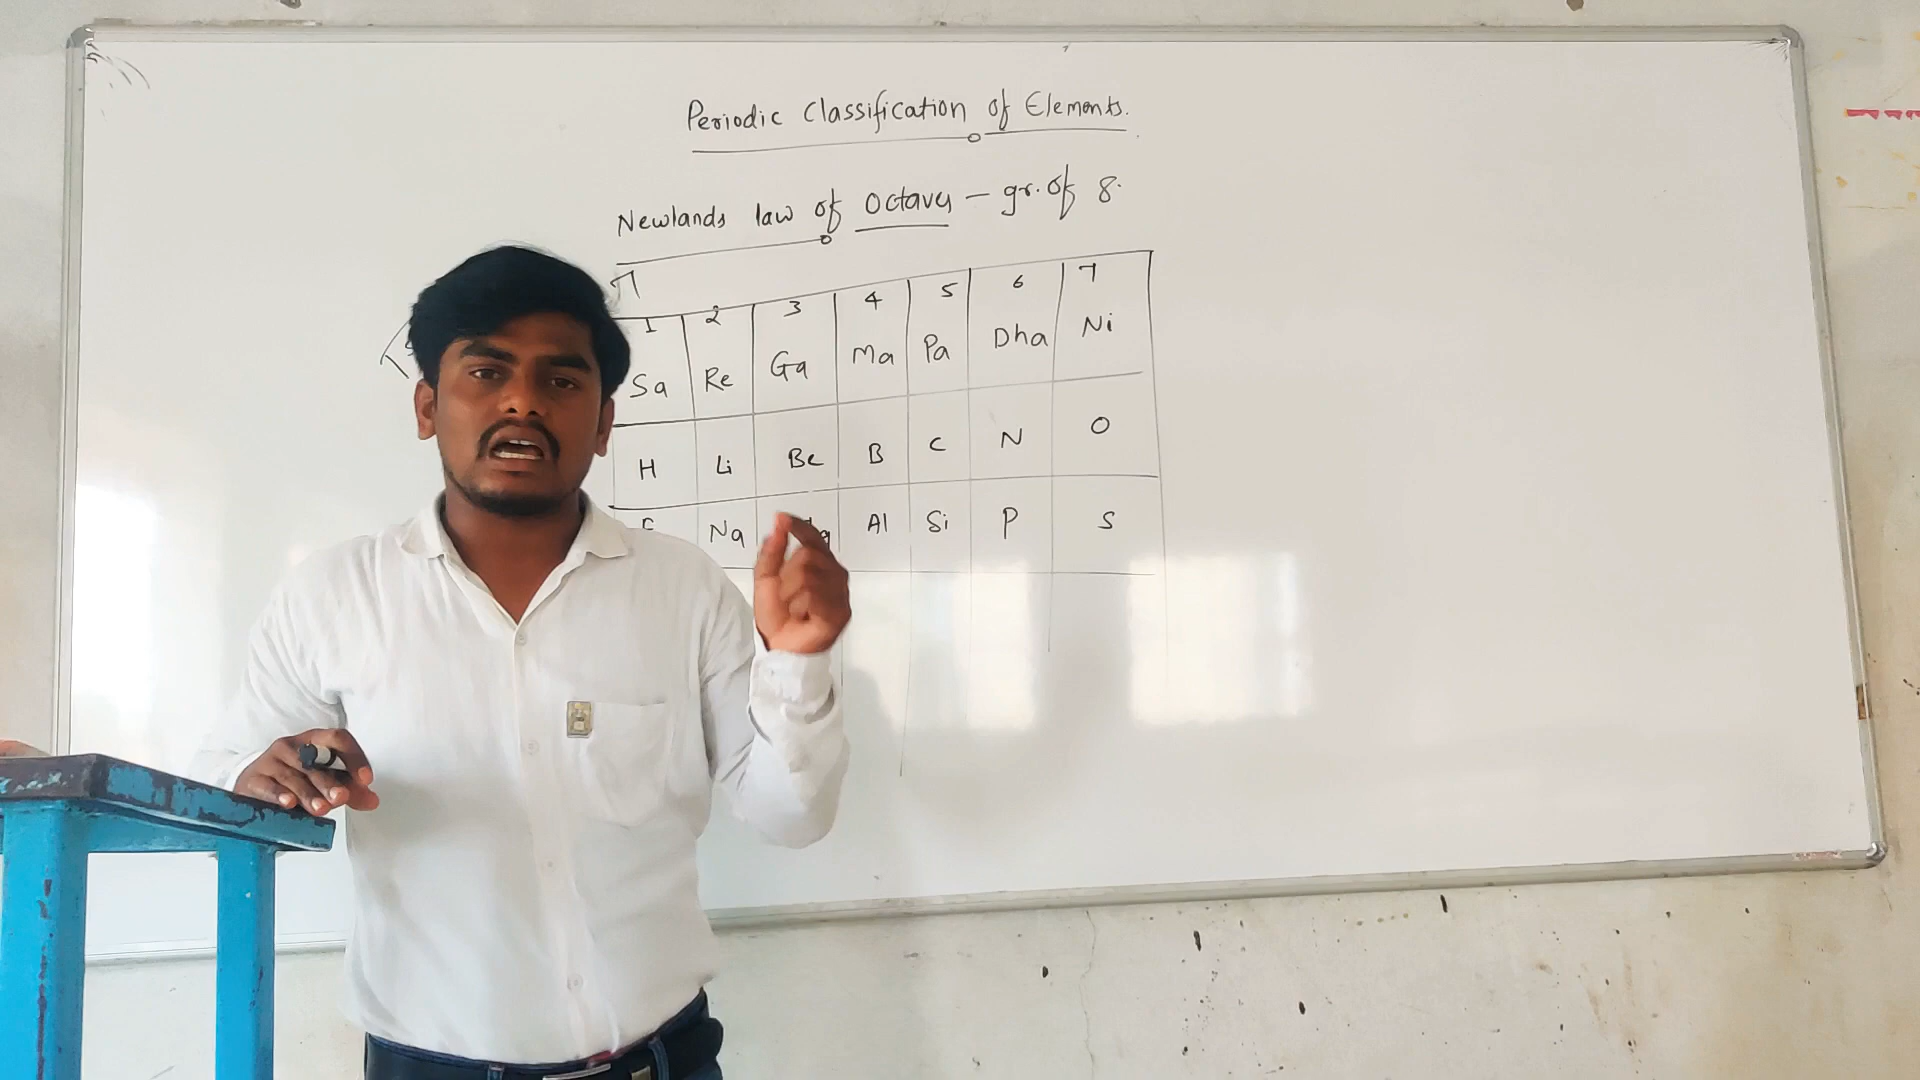 Periodic Classification of Elements.
Newlands law of Octaves – gr. of 8.
1 2 3 4 5 6 7
Sa Re Ga Ma Pa Dha Ni
H Li Be B C N O
Na Al Si P S